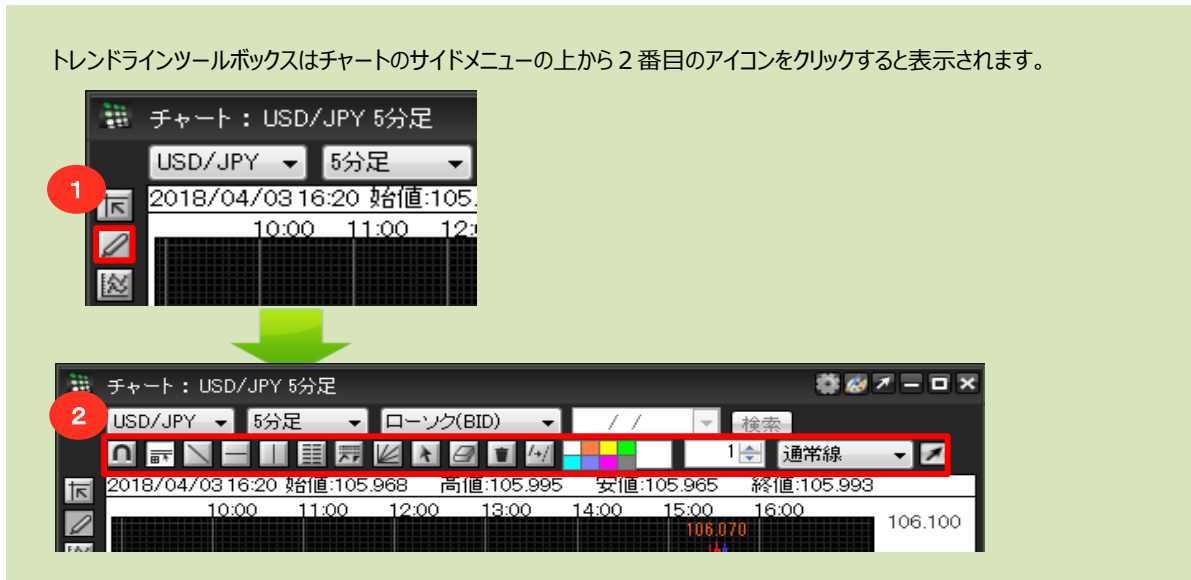 トレンドラインツールボックスはチャートのサイドメニューの上から2番目のアイコンをクリックすると表示されます。
チャート : USD/JPY 5分足
USD/JPY 5分足
1
2018/04/03 16:20 始値:105.
10:00 11:00 12:
チャート : USD/JPY 5分足
2
USD/JPY 5分足 ローソク(BID) / / 検索
1 通常線
2018/04/03 16:20 始値:105.968 高値:105.995 安値:105.965 終値:105.993
10:00 11:00 12:00 13:00 14:00 15:00 16:00
106.100
106.070